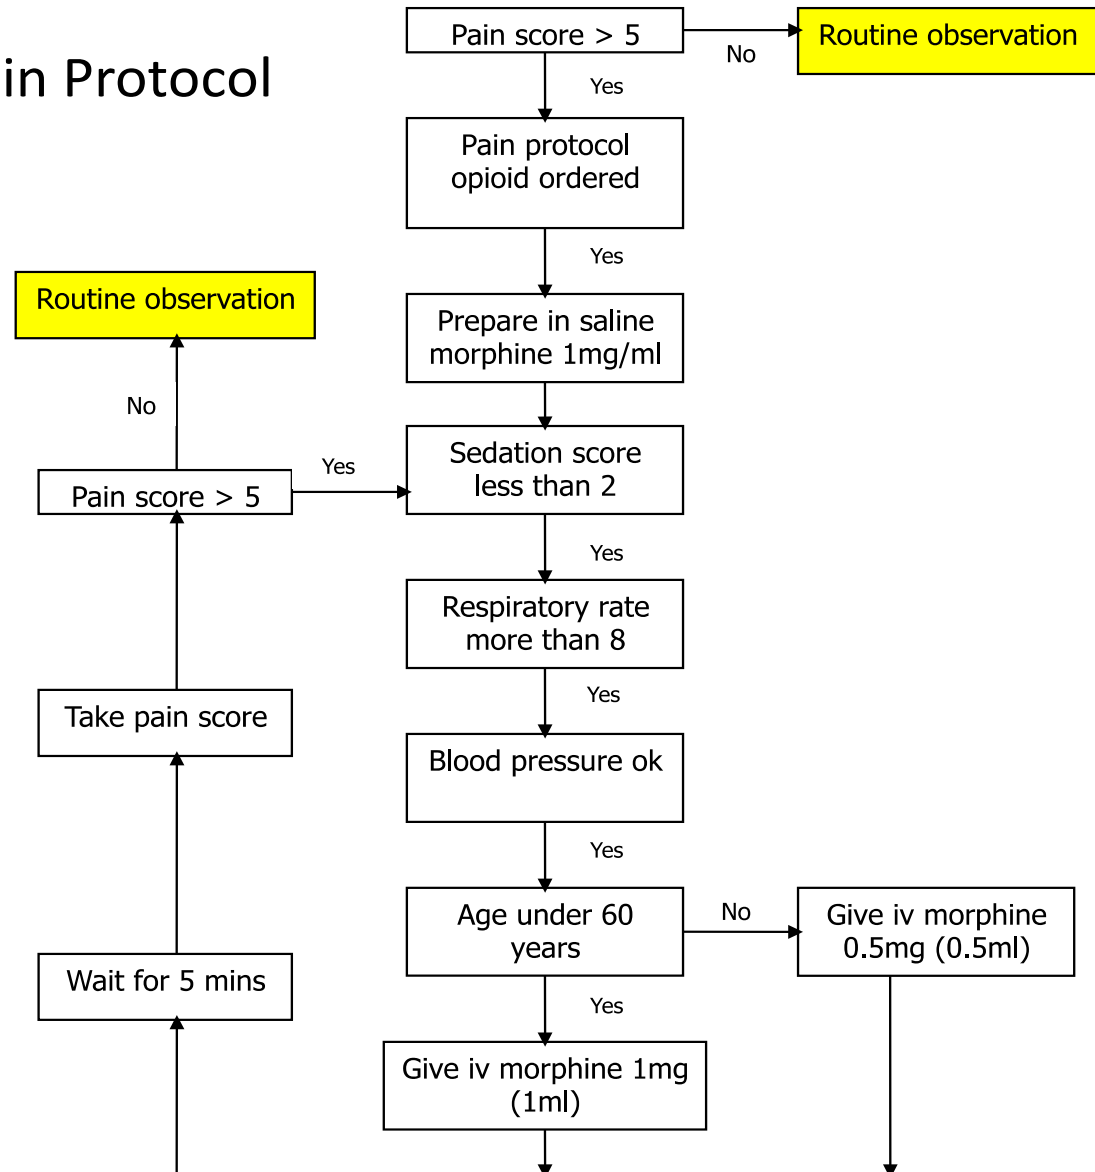 Pain score > 5
No
Routine observation
in Protocol
Yes
Pain protocol
opioid ordered
Yes
Routine observation
Prepare in saline
morphine 1mg/ml
No
Sedation score
less than 2
Yes
Pain score > 5
Yes
Respiratory rate
more than 8
Yes
Take pain score
Blood pressure ok
Yes
Age under 60
years
No
Give iv morphine
0.5mg (0.5ml)
Wait for 5 mins
Yes
Give iv morphine 1mg
(1ml)